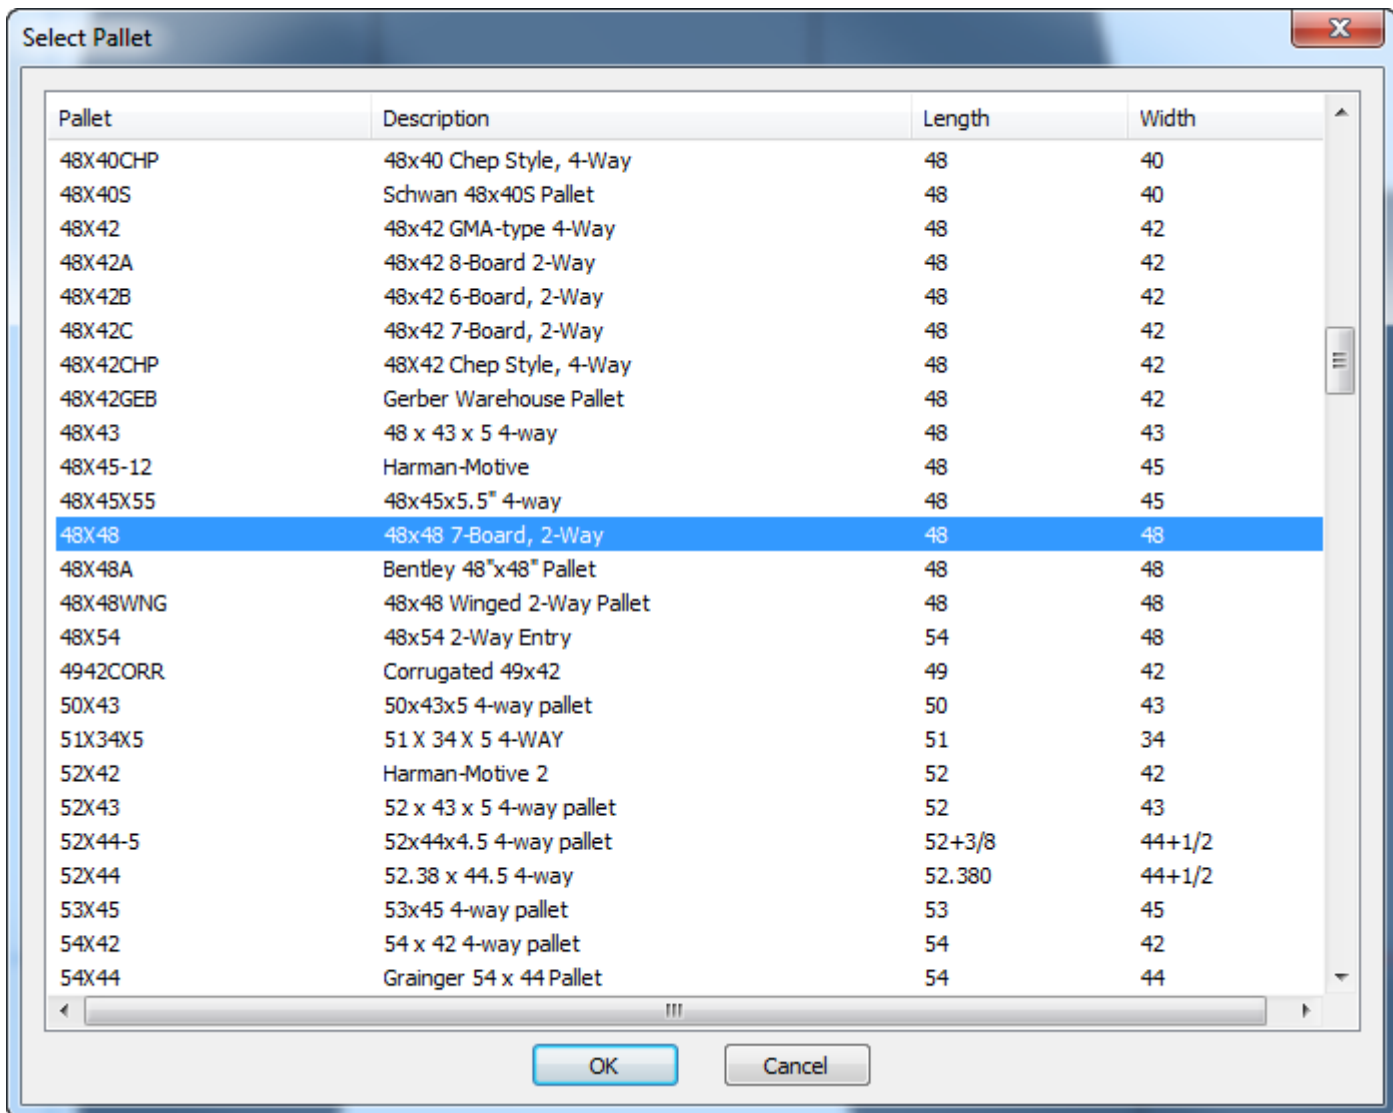 Select Pallet
Pallet Description Length Width
48X40CHP 48x40 Chep Style, 4-Way 48 40
48X40S Schwan 48x40S Pallet 48 40
48X42 48x42 GMA-type 4-Way 48 42
48X42A 48x42 8-Board 2-Way 48 42
48X42B 48x42 6-Board, 2-Way 48 42
48X42C 48x42 7-Board, 2-Way 48 42
48X42CHP 48X42 Chep Style, 4-Way 48 42
48X42GEB Gerber Warehouse Pallet 48 42
48X43 48 x 43 x 5 4-way 48 43
48X45-12 Harman-Motive 48 45
48X45X55 48x45x5.5" 4-way 48 45
48X48 48x48 7-Board, 2-Way 48 48
48X48A Bentley 48"x48" Pallet 48 48
48X48WNG 48x48 Winged 2-Way Pallet 48 48
48X54 48x54 2-Way Entry 54 48
4942CORR Corrugated 49x42 49 42
50X43 50x43x5 4-way pallet 50 43
51X34X5 51 X 34 X 5 4-WAY 51 34
52X42 Harman-Motive 2 52 42
52X43 52 x 43 x 5 4-way pallet 52 43
52X44-5 52x44x4.5 4-way pallet 52+3/8 44+1/2
52X44 52.38 x 44.5 4-way 52.380 44+1/2
53X45 53x45 4-way pallet 53 45
54X42 54 x 42 4-way pallet 54 42
54X44 Grainger 54 x 44 Pallet 54 44
OK Cancel